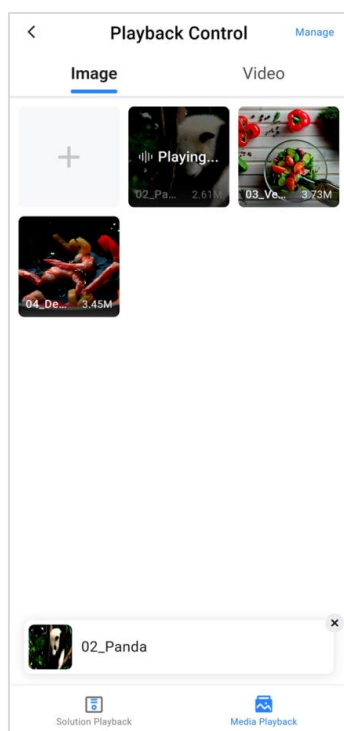 Playback Control
Manage
Image
Video
Playing...
02_Pa... 2.61M
03_Ve... 3.73M
04_De... 3.45M
02_Panda
Solution Playback
Media Playback